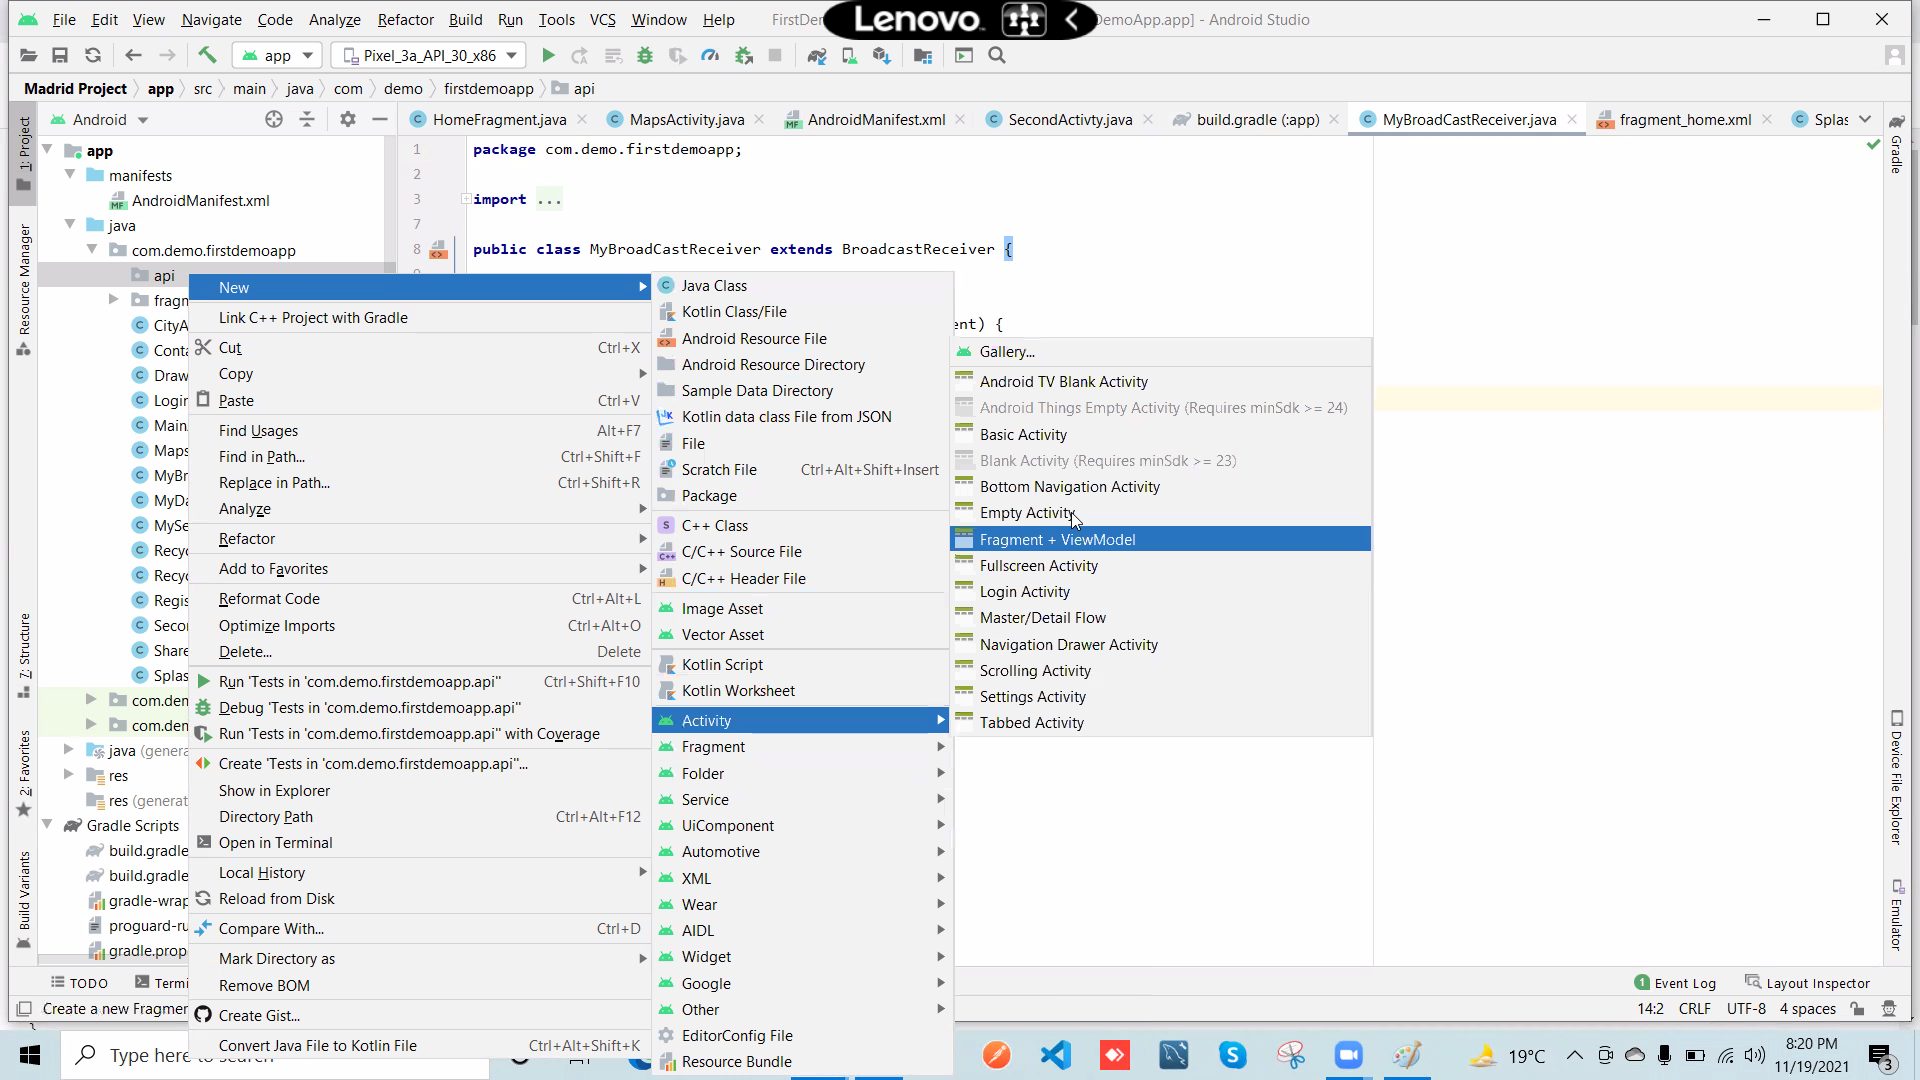 File Edit View Navigate Code Analyze Refactor Build Run Tools VCS Window Help FirstDem
Lenovo
DemoApp.app] - Android Studio
app
Pixel_3a_API_30_x86
Madrid Project
app
src
main
java
com
demo
firstdemoapp
api
Android
HomeFragment.java
MapsActivity.java
AndroidManifest.xml
SecondActivty.java
build.gradle (:app)
MyBroadCastReceiver.java
fragment_home.xml
Splas
1: Project
Resource Manager
7: Structure
2: Favorites
Build Variants
Gradle
Device File Explorer
Emulator
app
manifests
AndroidManifest.xml
java
com.demo.firstdemoapp
api
fragn
CityA
Conta
Draw
Login
Main
Maps
MyBr
MyDa
MySe
Recyc
Recyc
Regis
Seco
Share
Splas
com.den
com.den
java (genera
res
res (generat
Gradle Scripts
build.gradle
build.gradle
gradle-wrap
proguard-ru
gradle.prop
1 package com.demo.firstdemoapp;
2
3 import ...
7
8 public class MyBroadCastReceiver extends BroadcastReceiver {
ent) {
New
Link C++ Project with Gradle
Cut Ctrl+X
Copy
Paste Ctrl+V
Find Usages Alt+F7
Find in Path... Ctrl+Shift+F
Replace in Path... Ctrl+Shift+R
Analyze
Refactor
Add to Favorites
Reformat Code Ctrl+Alt+L
Optimize Imports Ctrl+Alt+O
Delete... Delete
Run 'Tests in 'com.demo.firstdemoapp.api'' Ctrl+Shift+F10
Debug 'Tests in 'com.demo.firstdemoapp.api''
Run 'Tests in 'com.demo.firstdemoapp.api'' with Coverage
Create 'Tests in 'com.demo.firstdemoapp.api''...
Show in Explorer
Directory Path Ctrl+Alt+F12
Open in Terminal
Local History
Reload from Disk
Compare With... Ctrl+D
Mark Directory as
Remove BOM
Create Gist...
Convert Java File to Kotlin File Ctrl+Alt+Shift+K
Java Class
Kotlin Class/File
Android Resource File
Android Resource Directory
Sample Data Directory
Kotlin data class File from JSON
File
Scratch File Ctrl+Alt+Shift+Insert
Package
C++ Class
C/C++ Source File
C/C++ Header File
Image Asset
Vector Asset
Kotlin Script
Kotlin Worksheet
Activity
Fragment
Folder
Service
UiComponent
Automotive
XML
Wear
AIDL
Widget
Google
Other
EditorConfig File
Resource Bundle
Gallery...
Android TV Blank Activity
Android Things Empty Activity (Requires minSdk >= 24)
Basic Activity
Blank Activity (Requires minSdk >= 23)
Bottom Navigation Activity
Empty Activity
Fragment + ViewModel
Fullscreen Activity
Login Activity
Master/Detail Flow
Navigation Drawer Activity
Scrolling Activity
Settings Activity
Tabbed Activity
TODO
Termi
1 Event Log
Layout Inspector
Create a new Fragmen
14:2 CRLF UTF-8 4 spaces
Type here to search
19°C
8:20 PM
11/19/2021
3